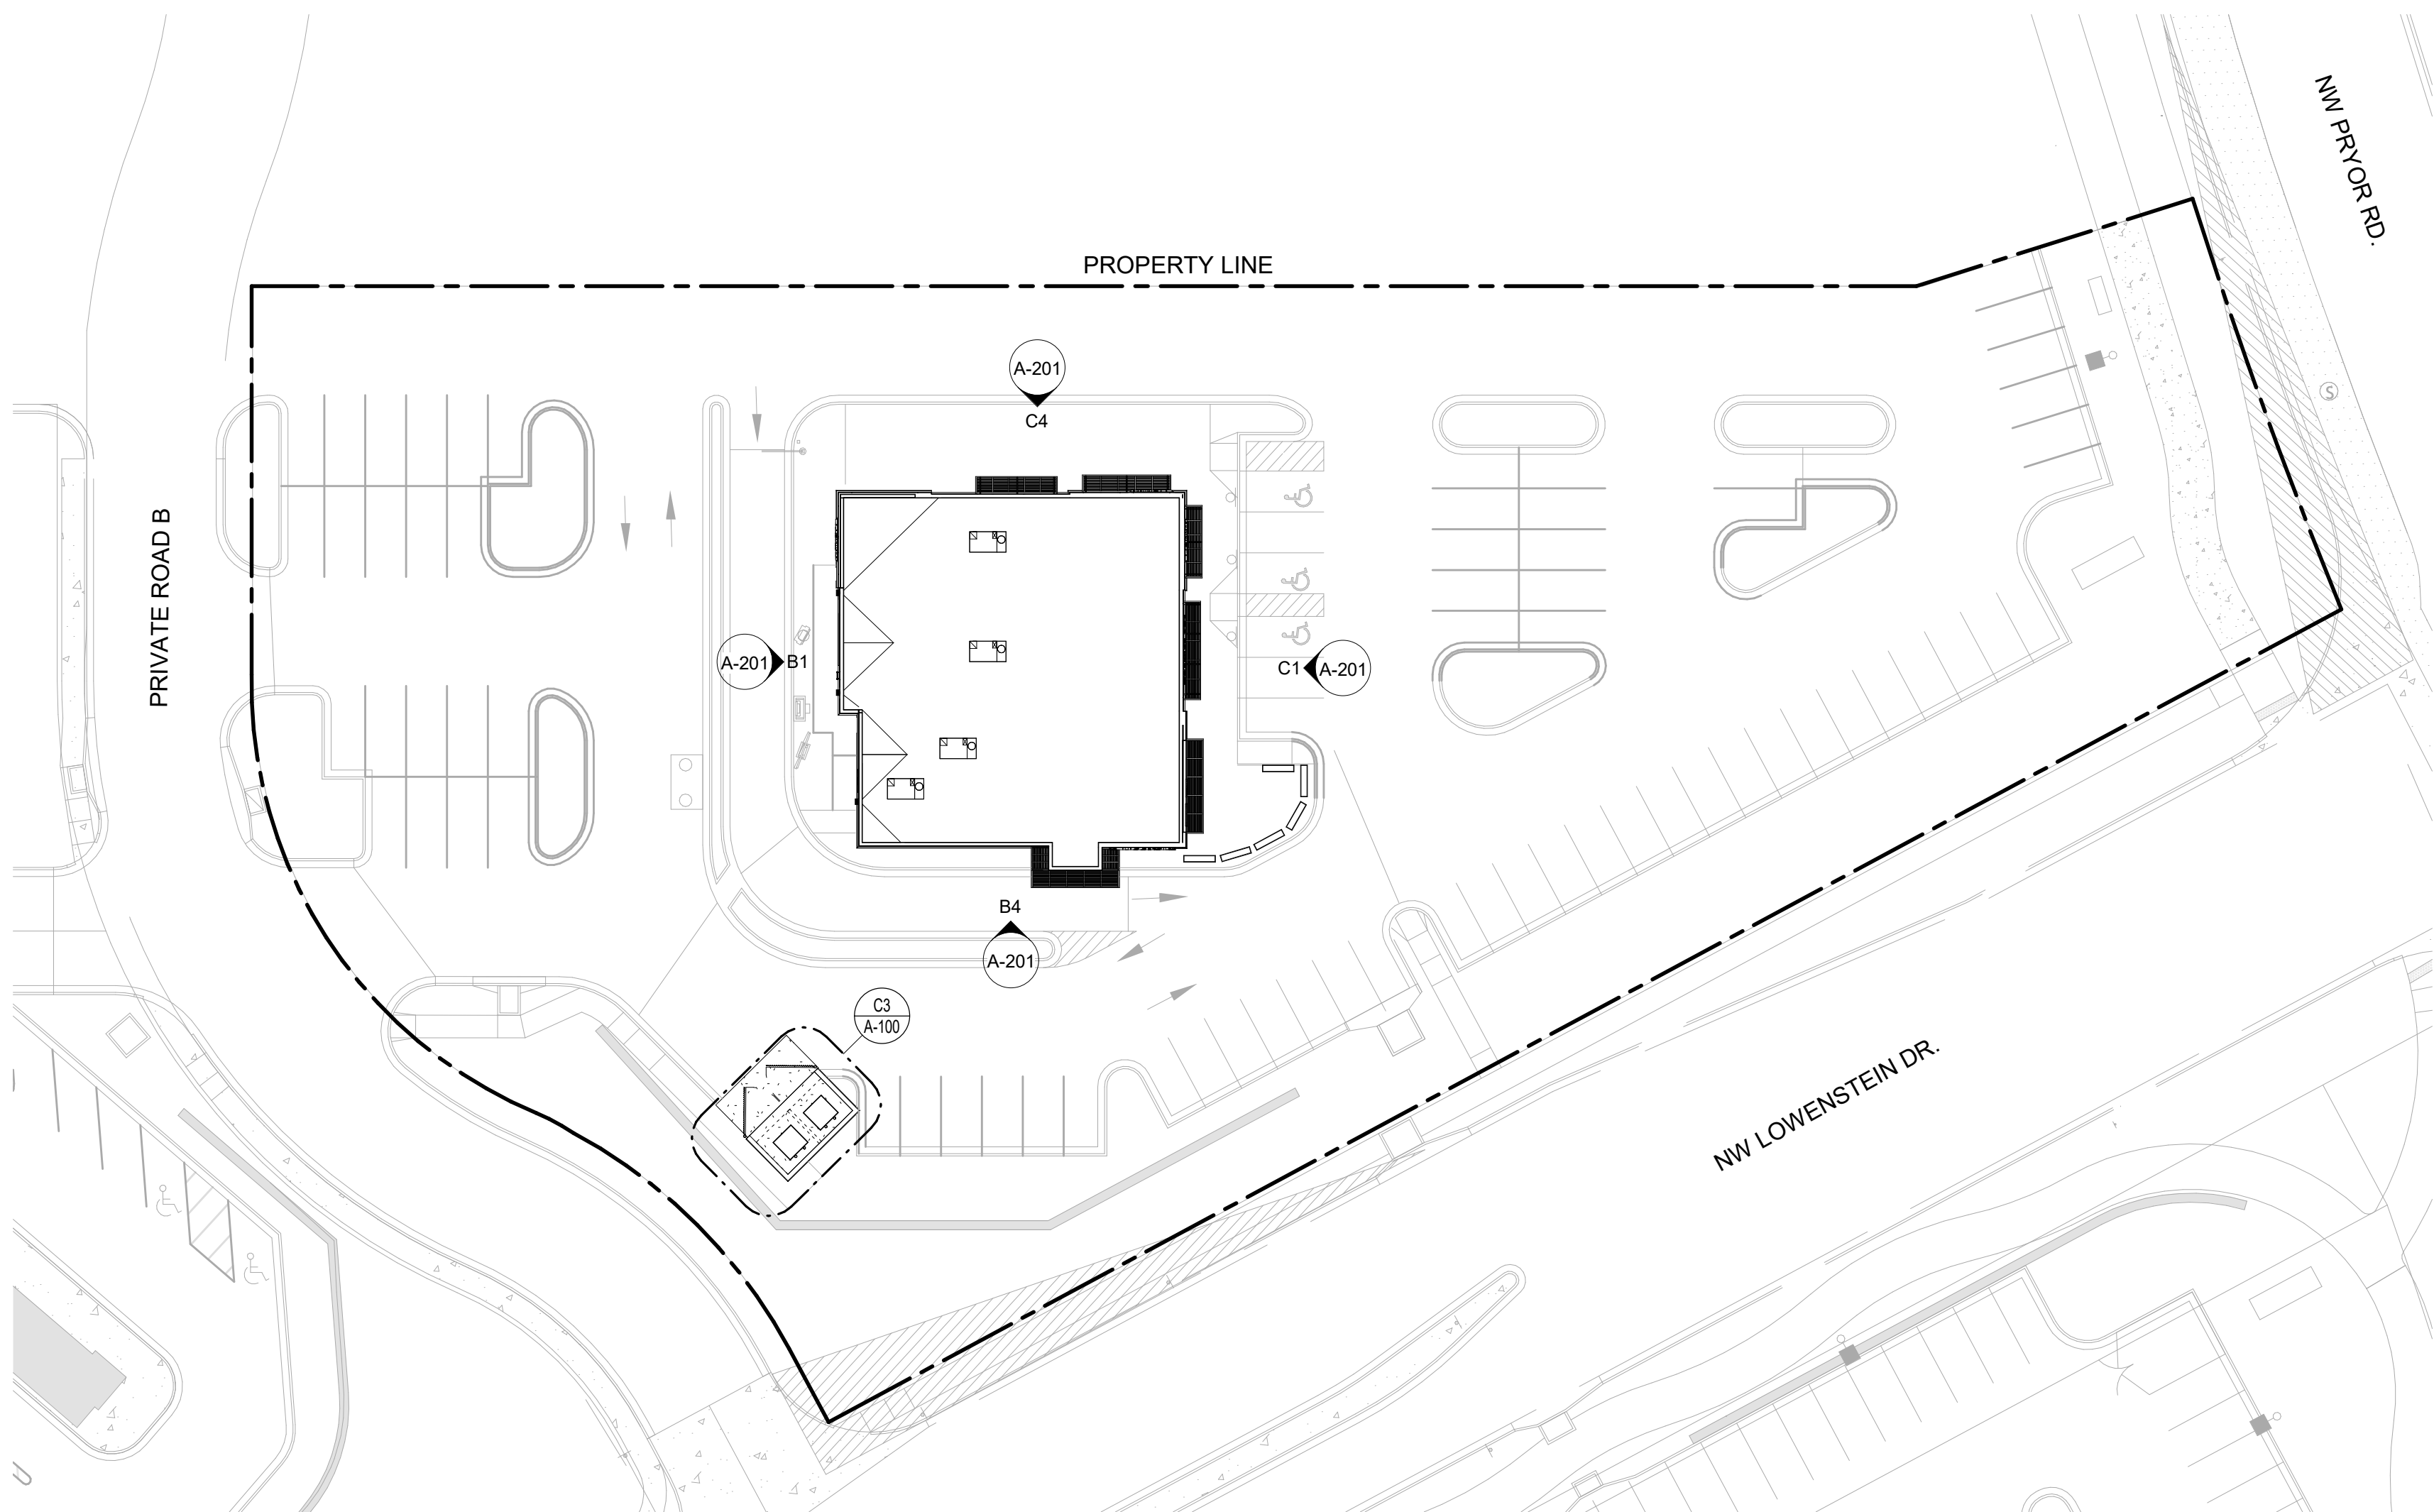 NW PRYOR RD.
PROPERTY LINE
A-201
C4
PRIVATE ROAD B
A-201 B1
C1 A-201
B4
A-201
C3
A-100
NW LOWENSTEIN DR.
S